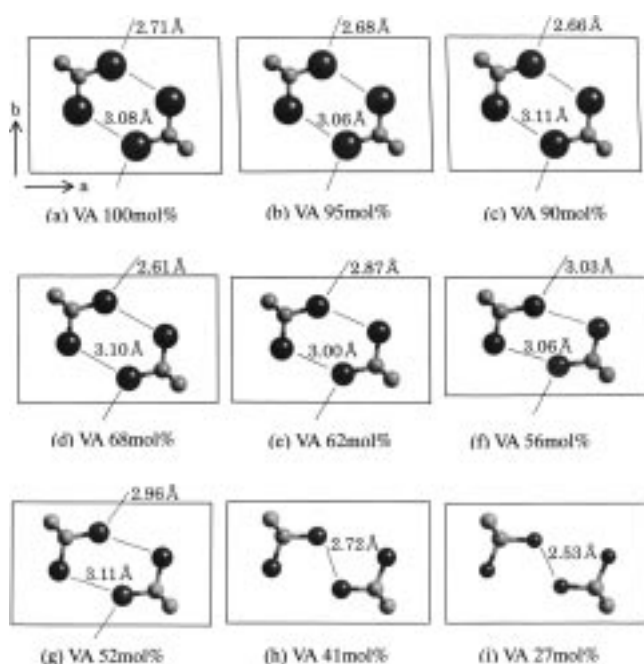 2.71Å 2.68Å 2.66Å
b 3.08Å 3.06Å 3.11Å
a
(a) VA 100mol% (b) VA 95mol% (c) VA 90mol%
2.61Å 2.87Å 3.03Å
3.10Å 3.00Å 3.06Å
(d) VA 68mol% (e) VA 62mol% (f) VA 56mol%
2.96Å
3.11Å 2.72Å 2.53Å
(g) VA 52mol% (h) VA 41mol% (i) VA 27mol%